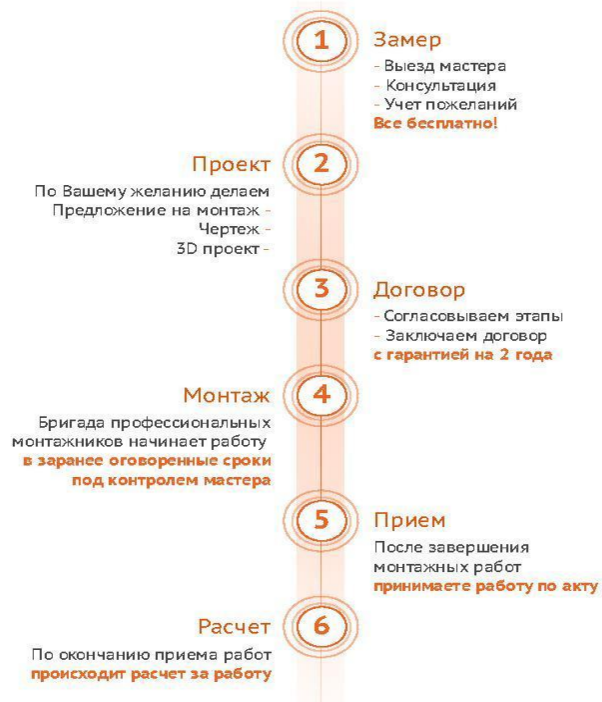 1
Замер
- Выезд мастера
- Консультация
- Учет пожеланий
Все бесплатно!
2
Проект
По Вашему желанию делаем
Предложение на монтаж -
Чертеж -
3D проект -
3
Договор
- Согласовываем этапы
- Заключаем договор
с гарантией на 2 года
4
Монтаж
Бригада профессиональных
монтажников начинает работу
в заранее оговоренные сроки
под контролем мастера
5
Прием
После завершения
монтажных работ
принимаете работу по акту
6
Расчет
По окончанию приема работ
происходит расчет за работу